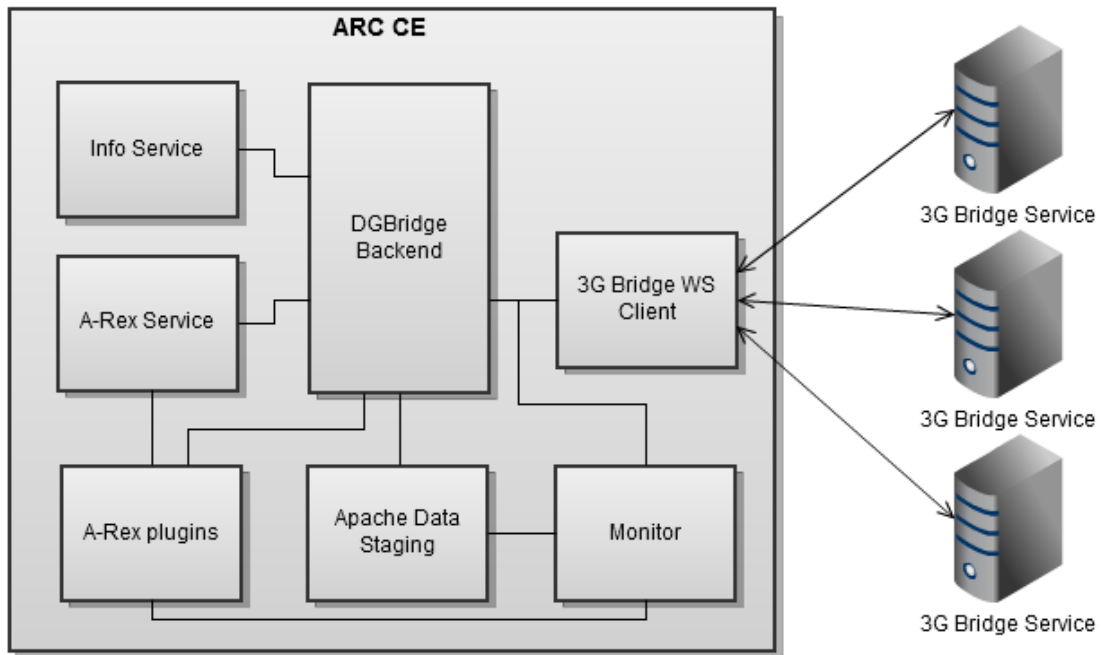 ARC CE
Info Service
DGBridge
Backend
A-Rex Service
3G Bridge WS
Client
A-Rex plugins
Apache Data
Staging
Monitor
3G Bridge Service
3G Bridge Service
3G Bridge Service